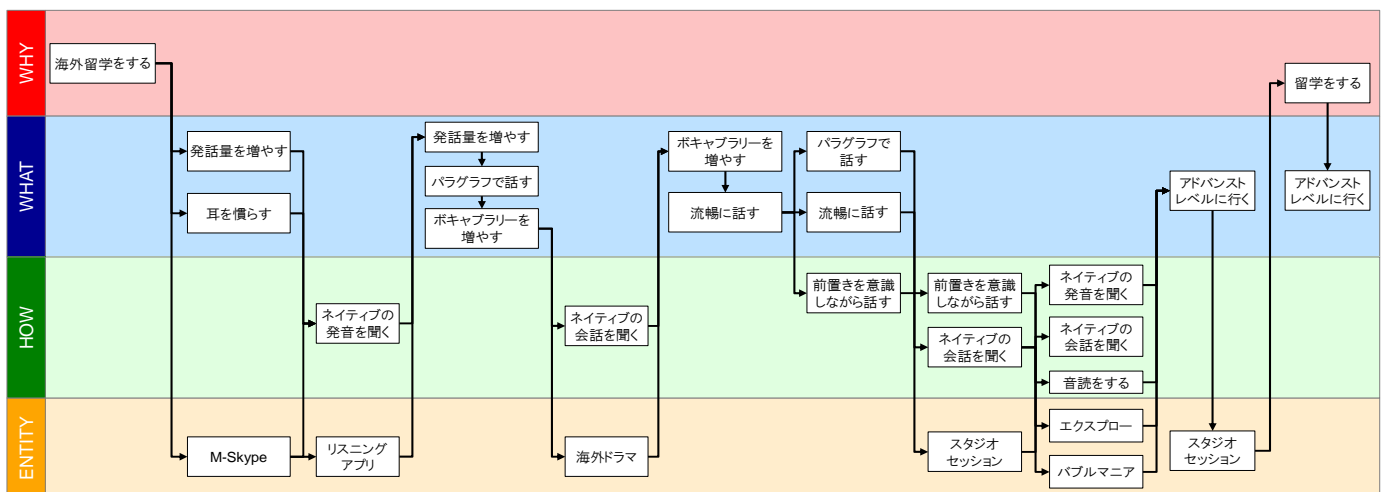 WHY
海外留学をする
留学をする
WHAT
発話量を増やす
耳を慣らす
発話量を増やす
パラグラフで話す
ボキャブラリーを
増やす
ボキャブラリーを
増やす
流暢に話す
パラグラフで
話す
流暢に話す
アドバンスト
レベルに行く
アドバンスト
レベルに行く
HOW
ネイティブの
発音を聞く
ネイティブの
会話を聞く
前置きを意識
しながら話す
前置きを意識
しながら話す
ネイティブの
会話を聞く
ネイティブの
発音を聞く
ネイティブの
会話を聞く
音読をする
ENTITY
M-Skype
リスニング
アプリ
海外ドラマ
スタジオ
セッション
エクスプロー
バブルマニア
スタジオ
セッション